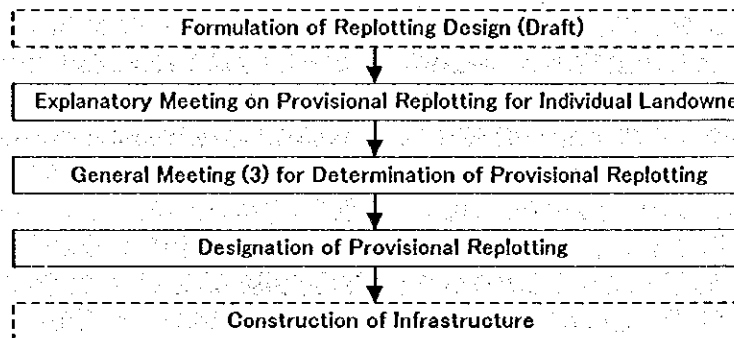 Formulation of Replotting Design (Draft)
Explanatory Meeting on Provisional Replotting for Individual Landowne
General Meeting (3) for Determination of Provisional Replotting
Designation of Provisional Replotting
Construction of Infrastructure